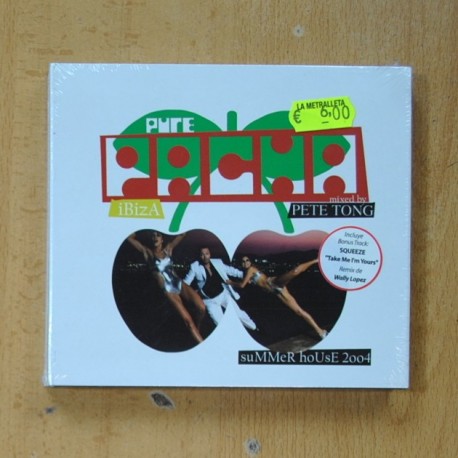 LA METRALLETA
€ 6,00
PURE
PACHA
iBizA
mixed by
PETE TONG
Incluye
Bonus Track:
SQUEEZE
"Take Me I'm Yours"
Remix de
Wally Lopez
suMMeR hoUsE 2oo4